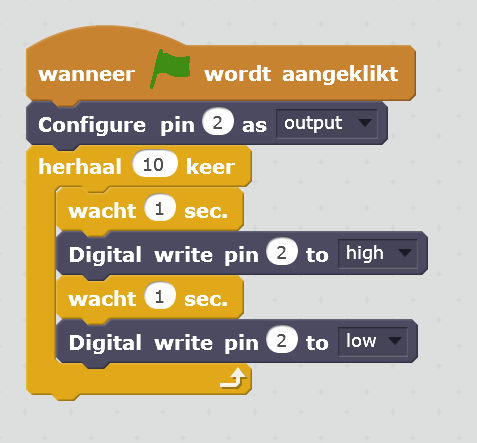 wanneer wordt aangeklikt
Configure pin 2 as output
herhaal 10 keer
wacht 1 sec.
Digital write pin 2 to high
wacht 1 sec.
Digital write pin 2 to low